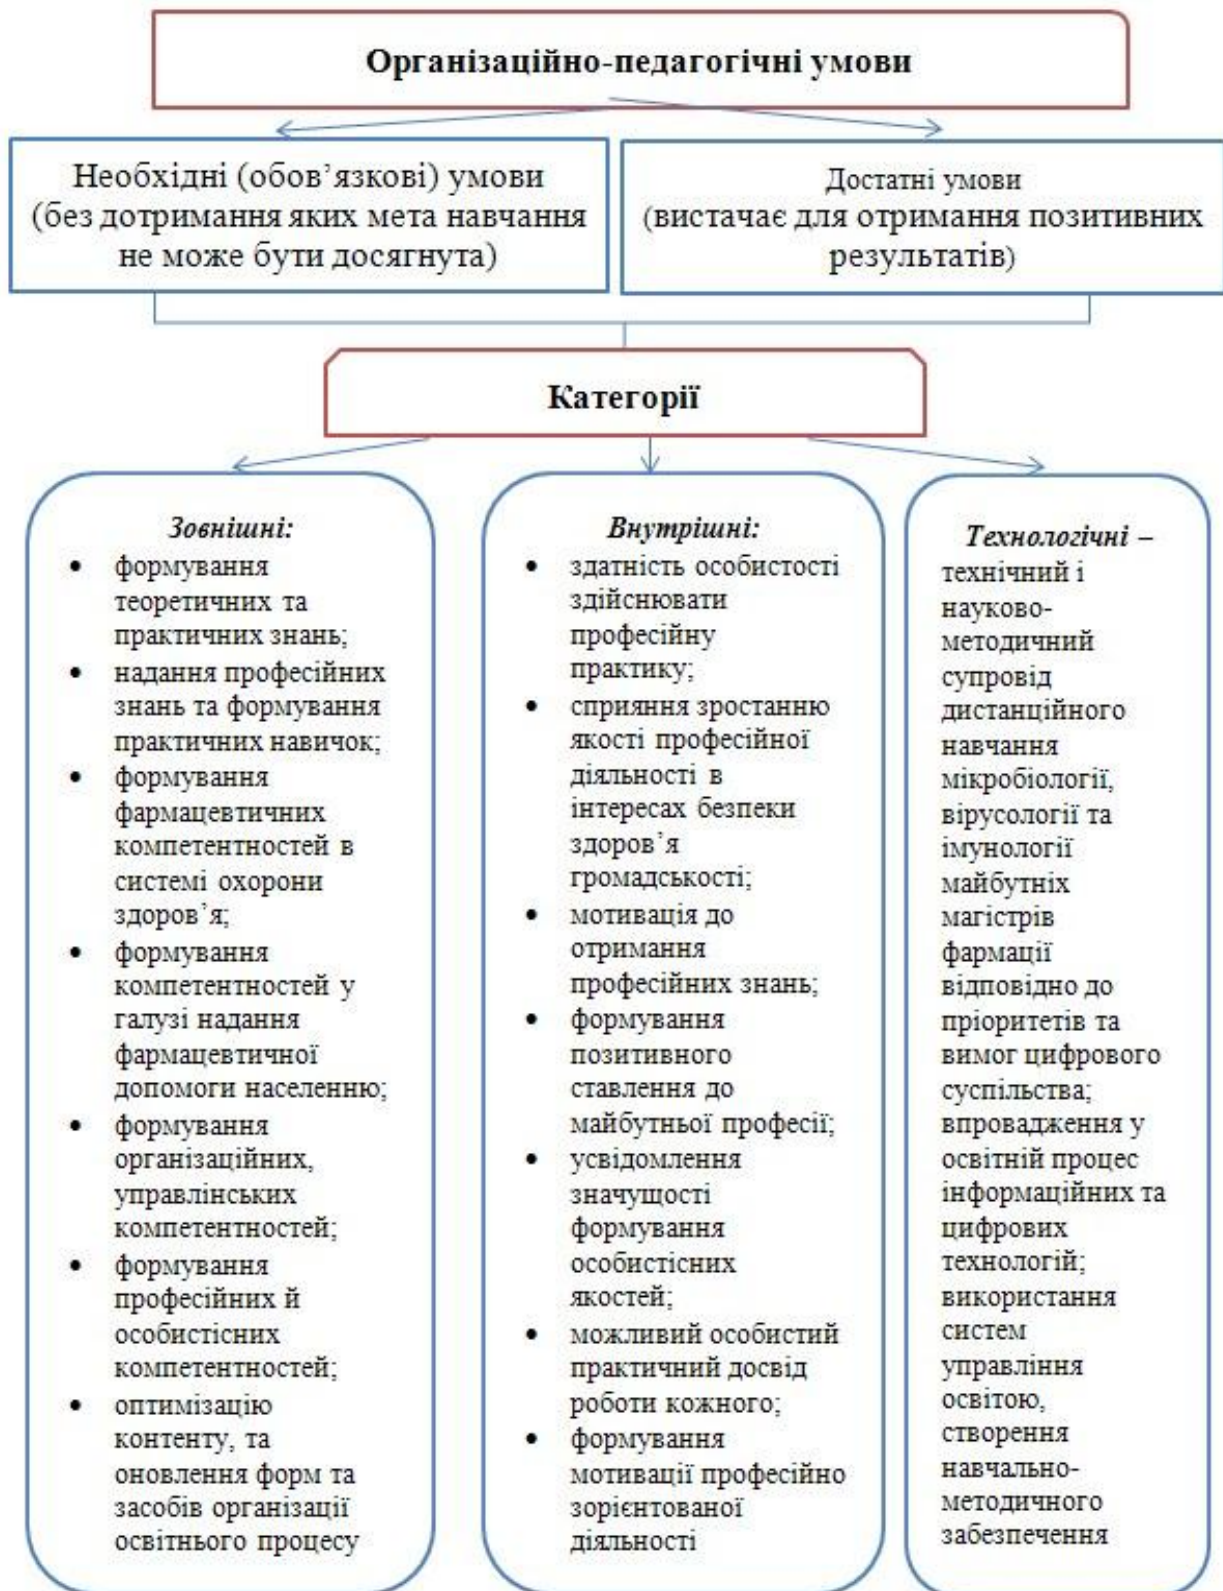 Організаційно-педагогічні умови
Необхідні (обов’язкові) умови
(без дотримання яких мета навчання
не може бути досягнута)
Достатні умови
(вистачає для отримання позитивних
результатів)
Категорії
Зовнішні:
• формування
теоретичних та
практичних знань;
• надання професійних
знань та формування
практичних навичок;
• формування
фармацевтичних
компетентностей в
системі охорони
здоров’я;
• формування
компетентностей у
галузі надання
фармацевтичної
допомоги населенню;
• формування
організаційних,
управлінських
компетентностей;
• формування
професійних й
особистісних
компетентностей;
• оптимізацію
контенту, та
оновлення форм та
засобів організації
освітнього процесу
Внутрішні:
• здатність особистості
здійснювати
професійну
практику;
• сприяння зростанню
якості професійної
діяльності в
інтересах безпеки
здоров’я
громадськості;
• мотивація до
отримання
професійних знань;
• формування
позитивного
ставлення до
майбутньої професії;
• усвідомлення
значущості
формування
особистісних
якостей;
• можливий особистий
практичний досвід
роботи кожного;
• формування
мотивації професійно
зорієнтованої
діяльності
Технологічні –
технічний і
науково-
методичний
супровід
дистанційного
навчання
мікробіології,
вірусології та
імунології
майбутніх
магістрів
фармації
відповідно до
пріоритетів та
вимог цифрового
суспільства;
впровадження у
освітній процес
інформаційних та
цифрових
технологій;
використання
систем
управління
освітою,
створення
навчально-
методичного
забезпечення